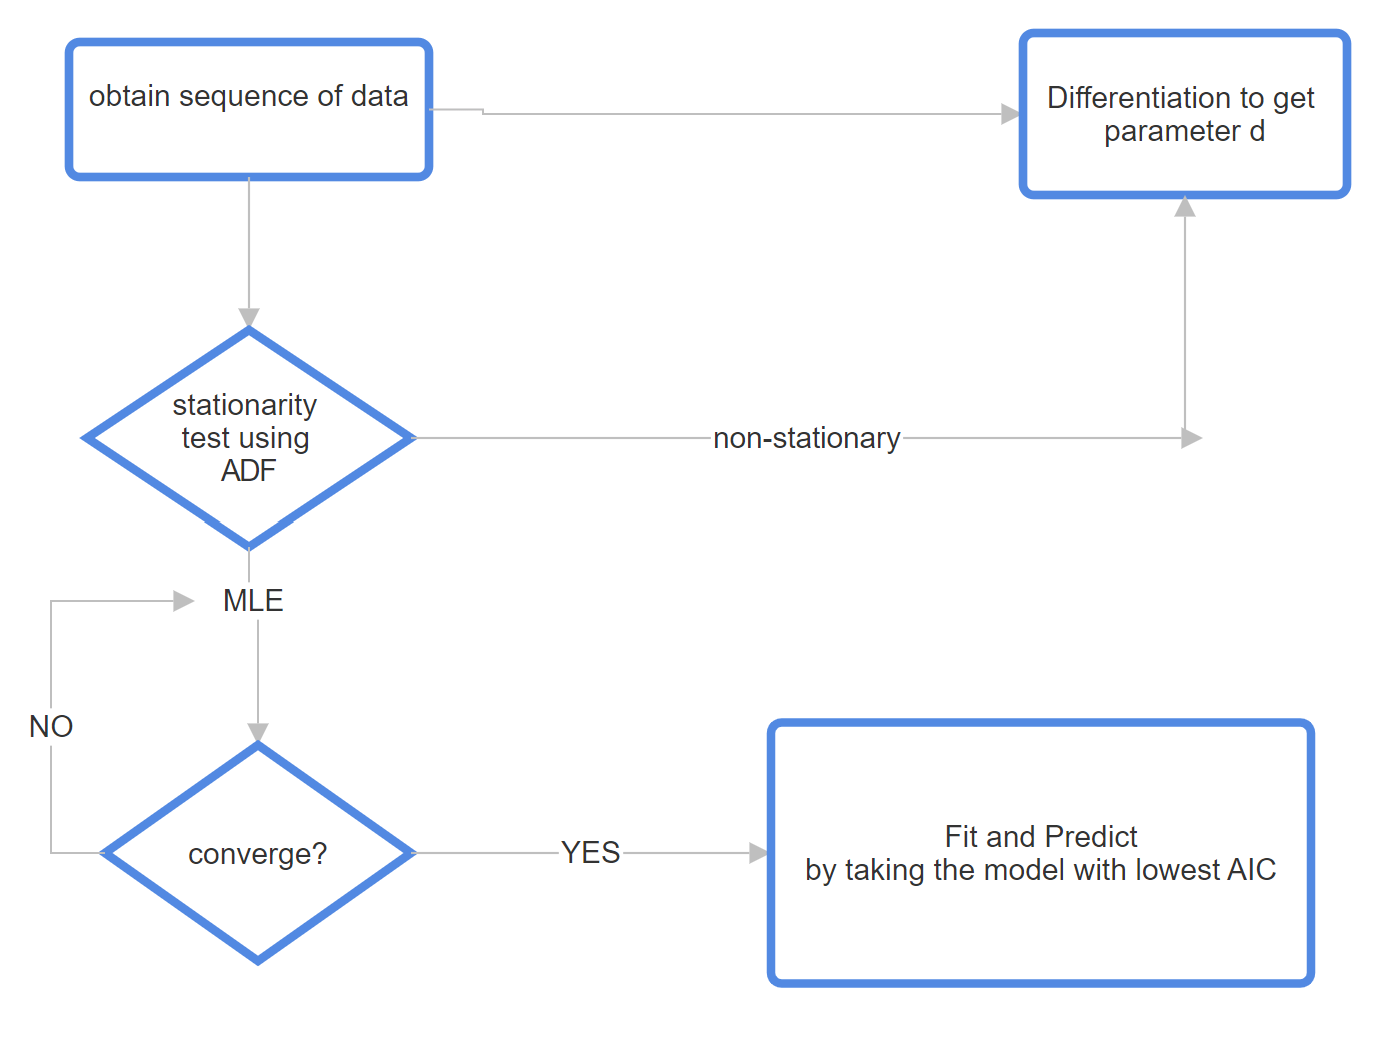 obtain sequence of data
Differentiation to get
parameter d
stationarity
test using
ADF
non-stationary
MLE
NO
converge?
YES
Fit and Predict
by taking the model with lowest AIC